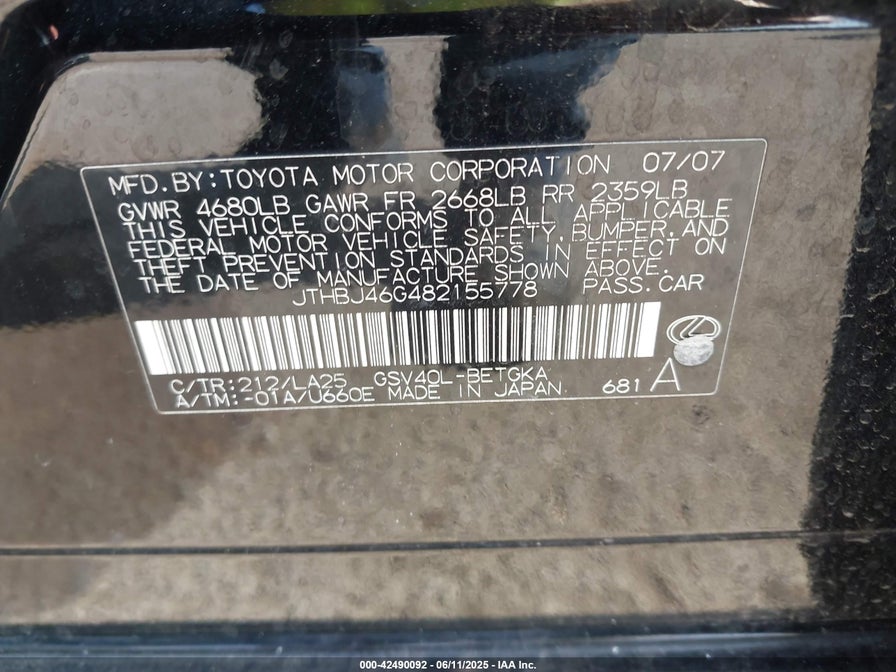 MFD. BY: TOYOTA MOTOR CORPORATION 07/07
GVWR 4680LB GAWR FR 2668LB RR 2359LB
THIS VEHICLE CONFORMS TO ALL APPLICABLE
FEDERAL MOTOR VEHICLE SAFETY, BUMPER, AND
THEFT PREVENTION STANDARDS IN EFFECT ON
THE DATE OF MANUFACTURE SHOWN ABOVE.
JTHBJ46G482155778 PASS. CAR
C/TR: 212/LA25 GSV40L-BETGKA
A/TM: -01A/U660E MADE IN JAPAN. 681 A
000-42490092 - 06/11/2025 - IAA Inc.